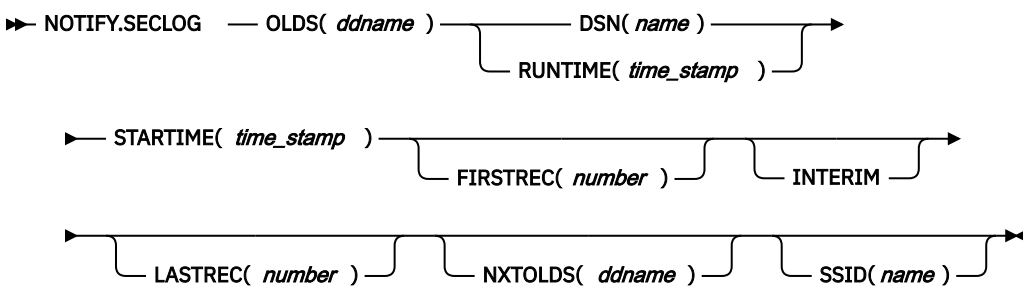 NOTIFY.SECLOG OLDS( ddname ) DSN( name )
RUNTIME( time_stamp )
STARTIME( time_stamp )
FIRSTREC( number ) INTERIM
LASTREC( number ) NXTOLDS( ddname ) SSID( name )